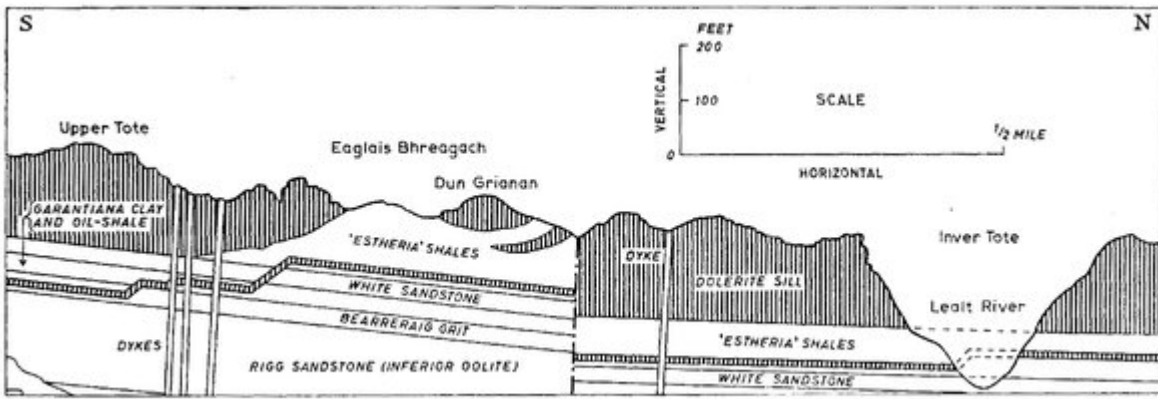 S
N
FEET
200
100
0
VERTICAL
SCALE
1/2 MILE
HORIZONTAL
Upper Tote
Eaglais Bhreagach
Dun Grianan
Inver Tote
Lealt River
GARANTIANA CLAY
AND OIL-SHALE
'ESTHERIA' SHALES
DYKE
DOLERITE SILL
WHITE SANDSTONE
BEARRERAIG GRIT
'ESTHERIA' SHALES
DYKES
RIGG SANDSTONE (INFERIOR OOLITE)
WHITE SANDSTONE